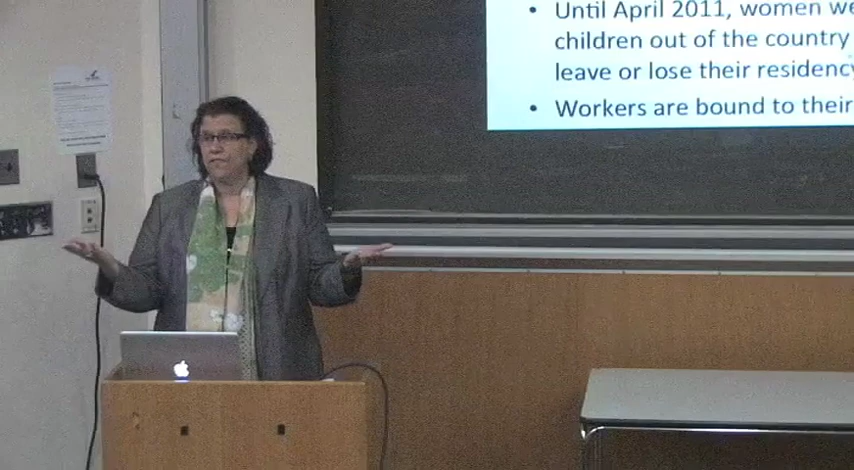 • Until April 2011, women we
children out of the country
leave or lose their residency
• Workers are bound to their